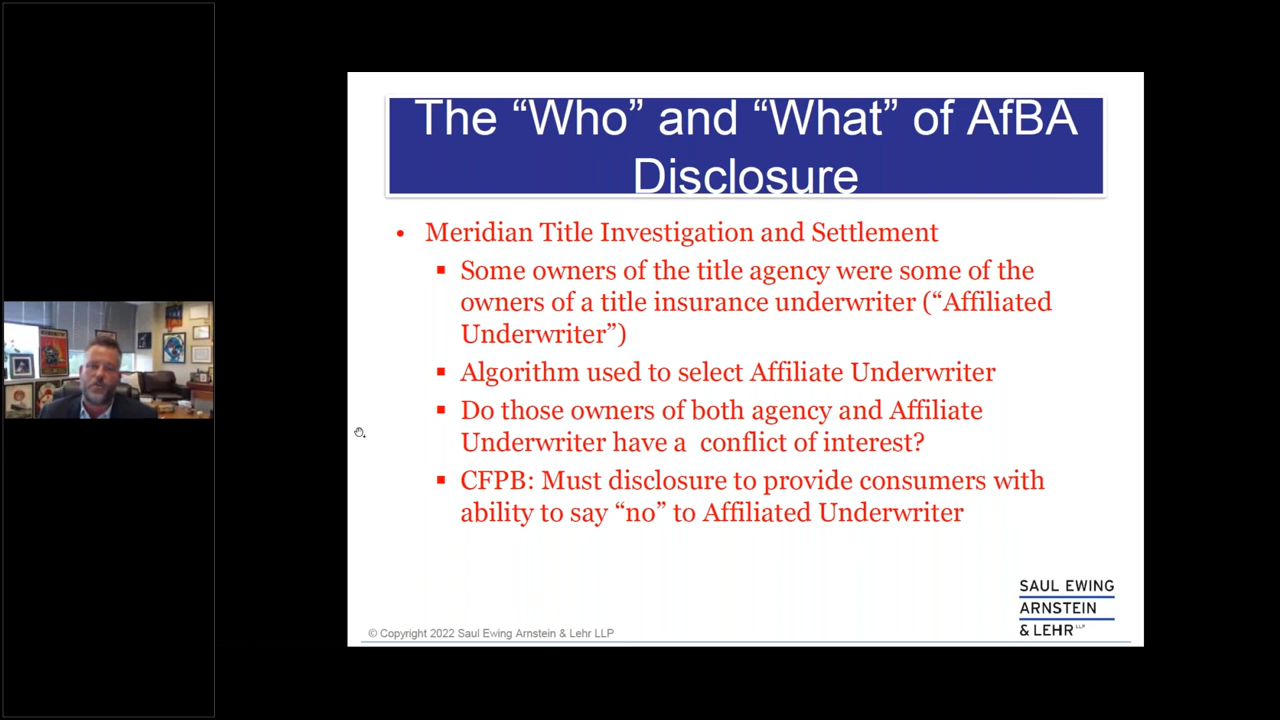 The “Who” and “What” of AfBA
Disclosure
• Meridian Title Investigation and Settlement
▪ Some owners of the title agency were some of the
owners of a title insurance underwriter (“Affiliated
Underwriter”)
▪ Algorithm used to select Affiliate Underwriter
▪ Do those owners of both agency and Affiliate
Underwriter have a  conflict of interest?
▪ CFPB: Must disclosure to provide consumers with
ability to say “no” to Affiliated Underwriter
SAUL EWING
ARNSTEIN
& LEHR LLP
© Copyright 2022 Saul Ewing Arnstein & Lehr LLP